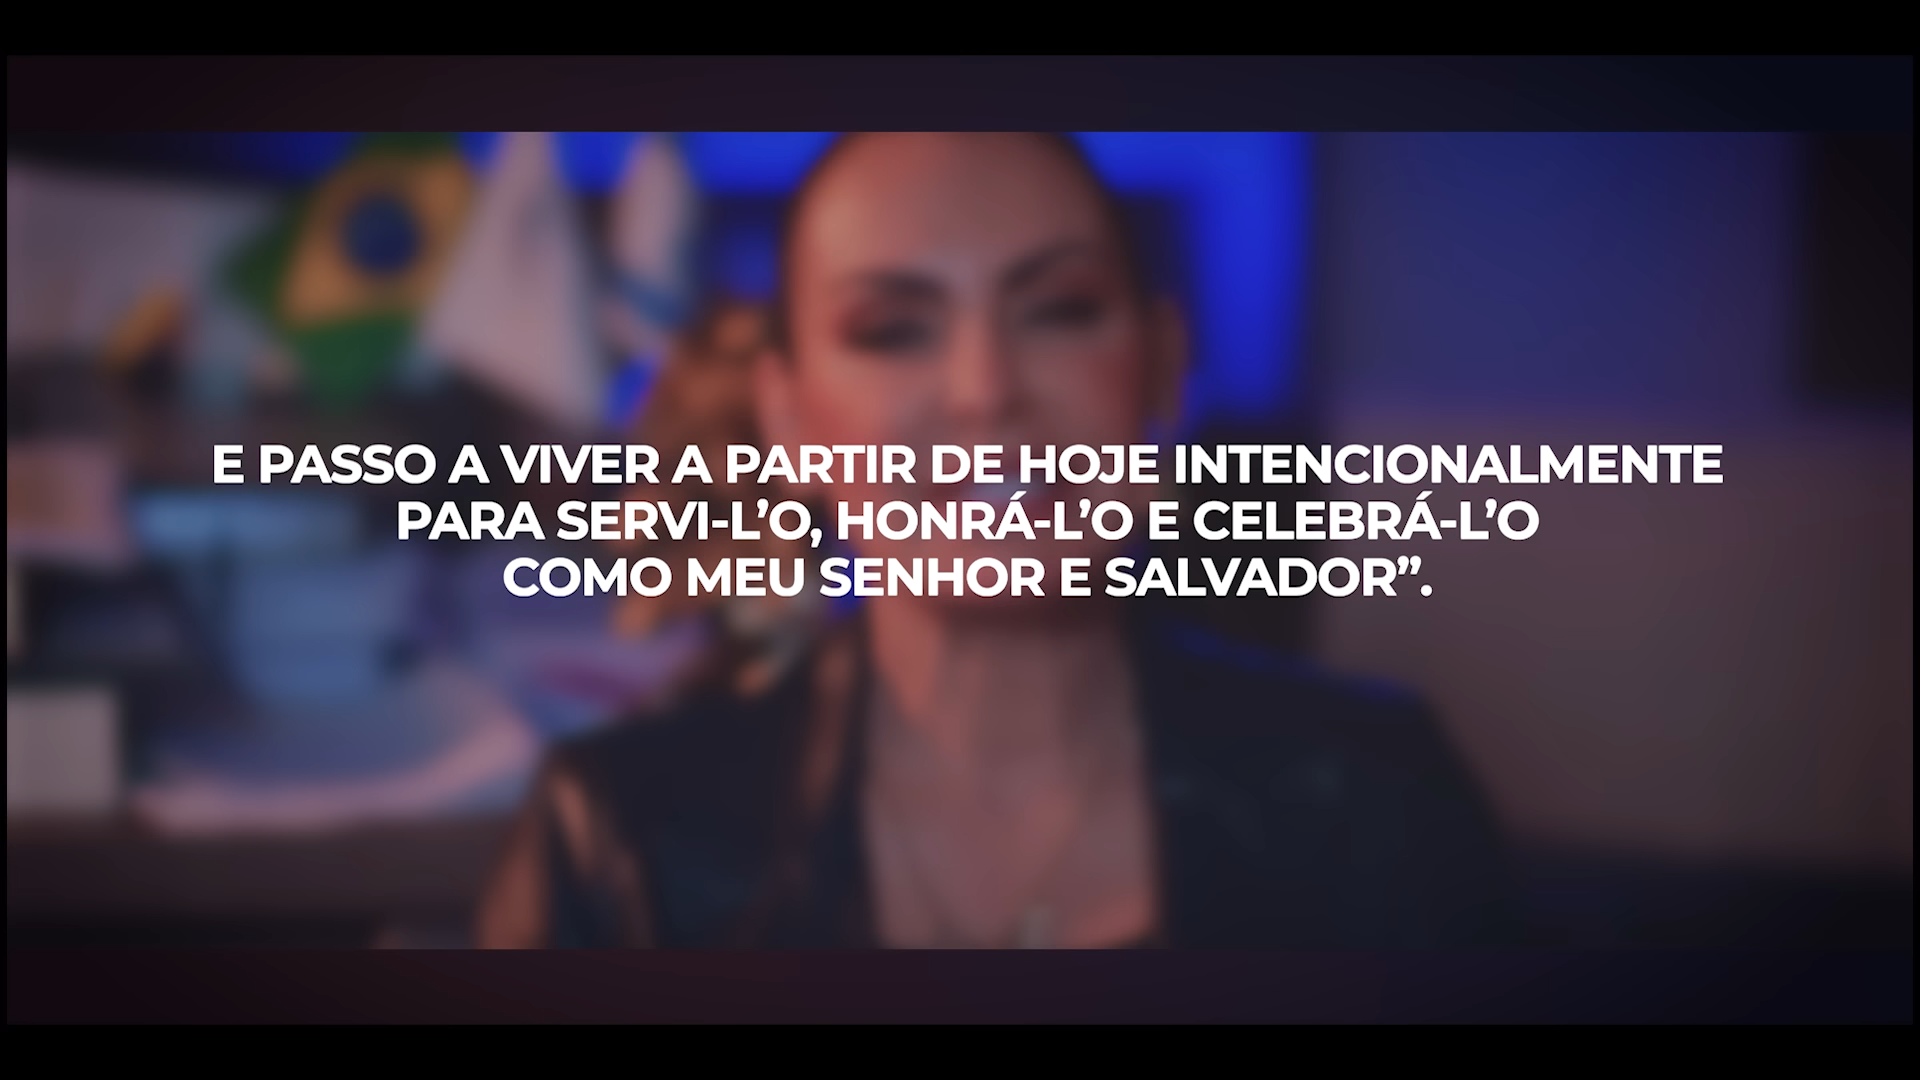 E PASSO A VIVER A PARTIR DE HOJE INTENCIONALMENTE
PARA SERVI-L’O, HONRÁ-L’O E CELEBRÁ-L’O
COMO MEU SENHOR E SALVADOR”.